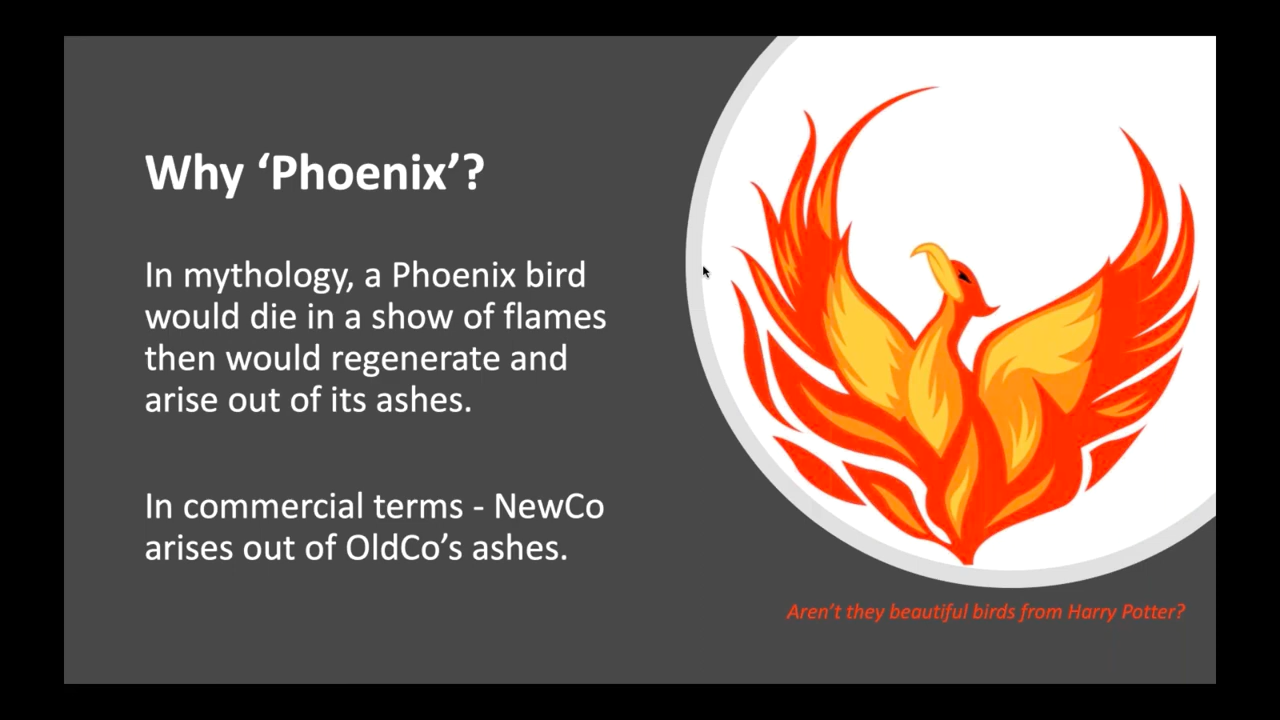 Why ‘Phoenix’?
In mythology, a Phoenix bird
would die in a show of flames
then would regenerate and
arise out of its ashes.
In commercial terms - NewCo
arises out of OldCo’s ashes.
Aren’t they beautiful birds from Harry Potter?